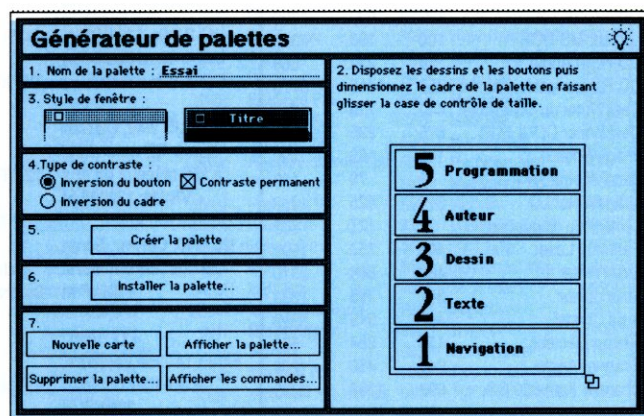 Générateur de palettes
1. Nom de la palette : Essai
3. Style de fenêtre :
Titre
4.Type de contraste :
Inversion du bouton
Contraste permanent
Inversion du cadre
5.
Créer la palette
6.
Installer la palette...
7.
Nouvelle carte
Afficher la palette...
Supprimer la palette...
Afficher les commandes...
2. Disposez les dessins et les boutons puis
dimensionnez le cadre de la palette en faisant
glisser la case de contrôle de taille.
5 Programmation
4 Auteur
3 Dessin
2 Texte
1 Navigation